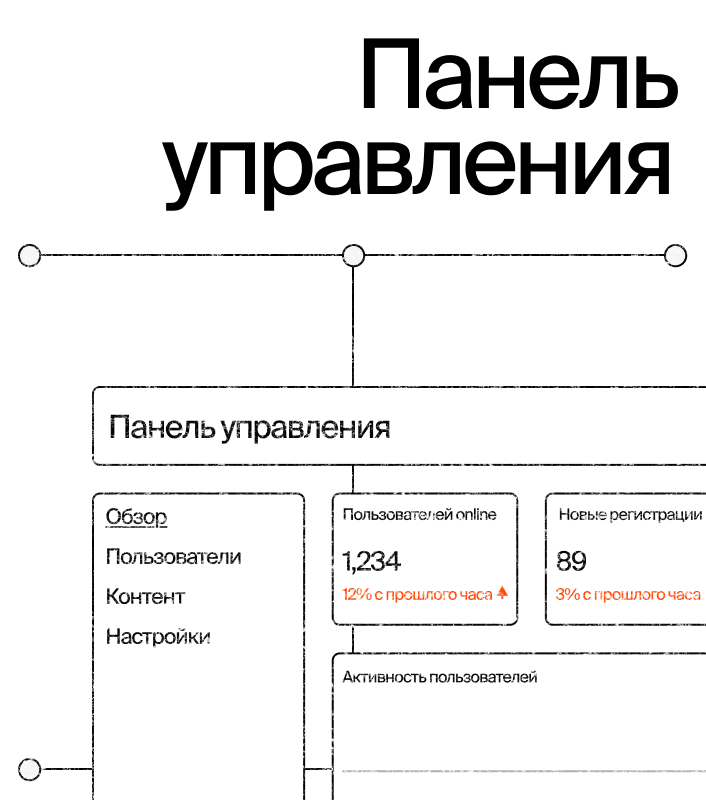 Панель
управления
Панель управления
Обзор
Пользователи
Контент
Настройки
Пользователей online
1,234
12% с прошлого часа
Новые регистрации
89
3% с прошлого часа
Активность пользователей